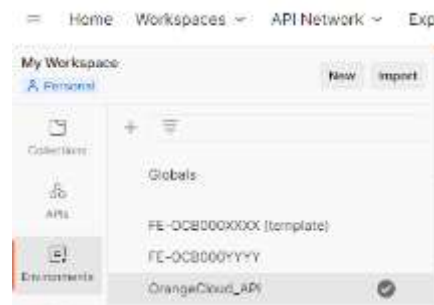 Home Workspaces API Network Exp
My Workspace
Personal
New Import
Collections
Globals
APIs
FE-OCB000XXXX (template)
FE-OCB000YYYY
Environments
OrangeCloud_API